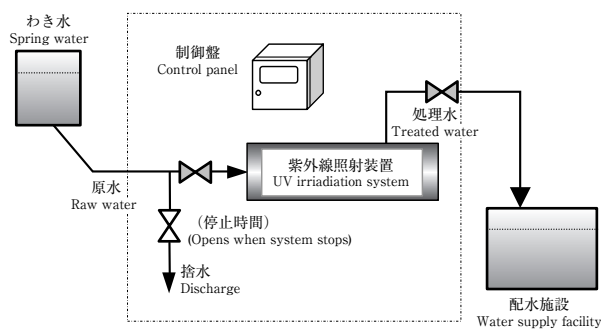 わき水
Spring water
制御盤
Control panel
処理水
Treated water
紫外線照射装置
UV irriadiation system
原水
Raw water
（停止時間）
(Opens when system stops)
捨水
Discharge
配水施設
Water supply facility